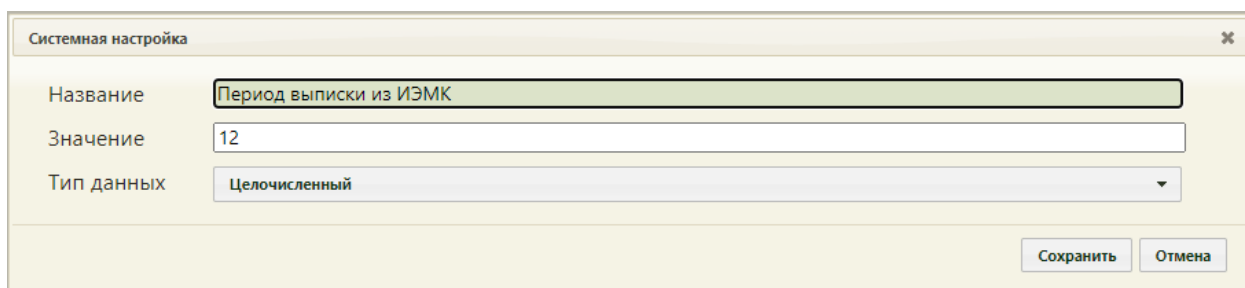 Системная настройка
Название Период выписки из ИЭМК
Значение 12
Тип данных Целочисленный
Сохранить Отмена